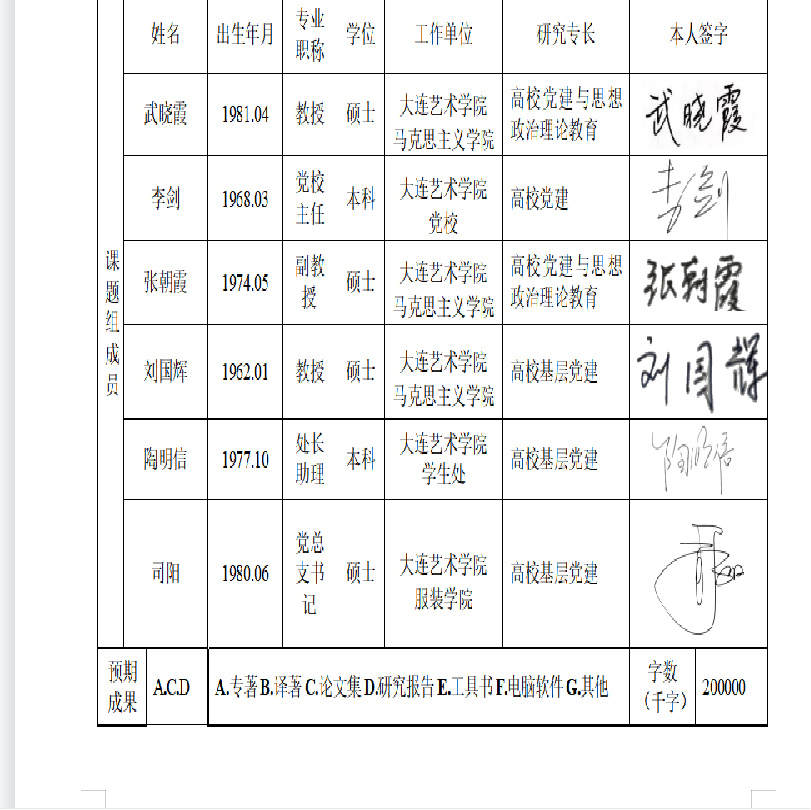 姓名 出生年月 专业职称 学位 工作单位 研究专长 本人签字
课题组成员
武晓霞 1981.04 教授 硕士 大连艺术学院马克思主义学院 高校党建与思想政治理论教育 武晓霞
李剑 1968.03 党校主任 本科 大连艺术学院党校 高校党建 李剑
张朝霞 1974.05 副教授 硕士 大连艺术学院马克思主义学院 高校党建与思想政治理论教育 张朝霞
刘国辉 1962.01 教授 硕士 大连艺术学院马克思主义学院 高校基层党建 刘国辉
陶明信 1977.10 处长助理 本科 大连艺术学院学生处 高校基层党建 陶明信
司阳 1980.06 党总支书记 硕士 大连艺术学院服装学院 高校基层党建
预期成果 A.C.D A.专著B.译著C.论文集D.研究报告E.工具书F.电脑软件G.其他 字数（千字） 200000